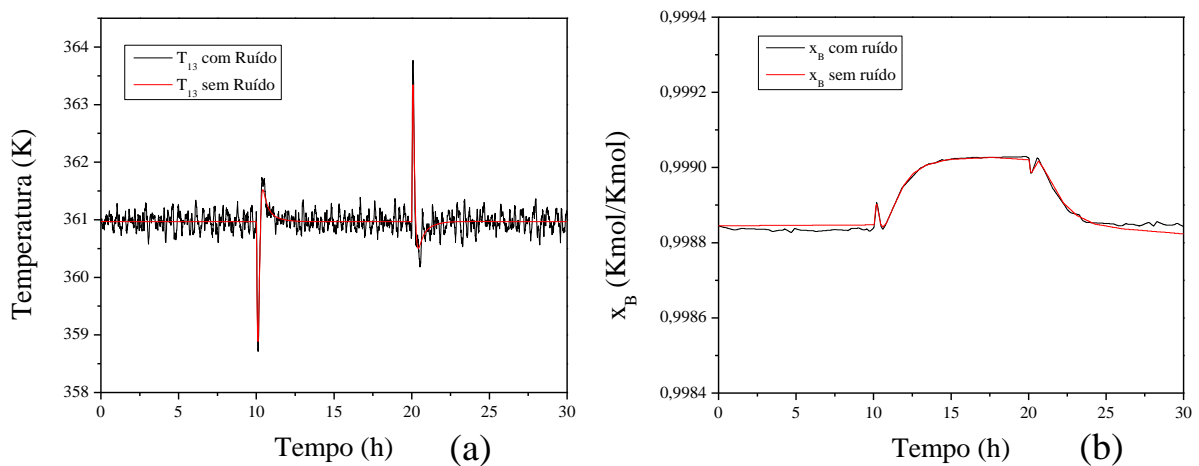 364
363
362
361
360
359
358
Temperatura (K)
T13 com Ruído
T13 sem Ruído
0 5 10 15 20 25 30
Tempo (h)
(a)
0,9994
0,9992
0,9990
0,9988
0,9986
0,9984
xB (Kmol/Kmol)
xB com ruído
xB sem ruído
0 5 10 15 20 25 30
Tempo (h)
(b)